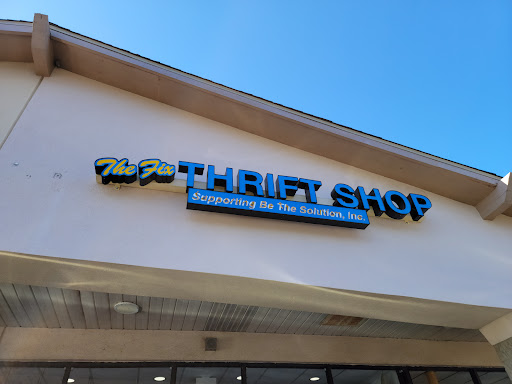 The Fix THRIFT SHOP
Supporting Be The Solution, Inc.